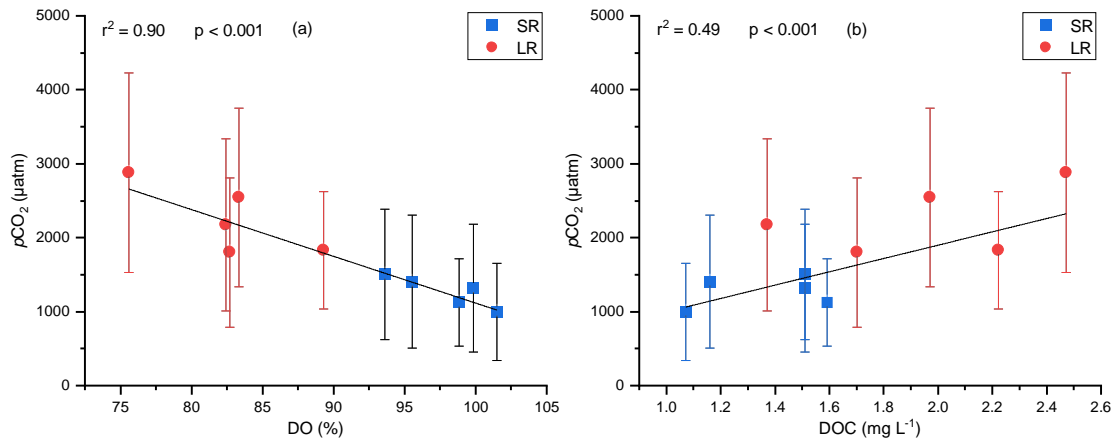 r² = 0.90 p < 0.001 (a)
SR
LR
pCO₂ (µatm)
5000
4000
3000
2000
1000
0
75 80 85 90 95 100 105
DO (%)
r² = 0.49 p < 0.001 (b)
SR
LR
pCO₂ (µatm)
5000
4000
3000
2000
1000
0
1.0 1.2 1.4 1.6 1.8 2.0 2.2 2.4 2.6
DOC (mg L⁻¹)